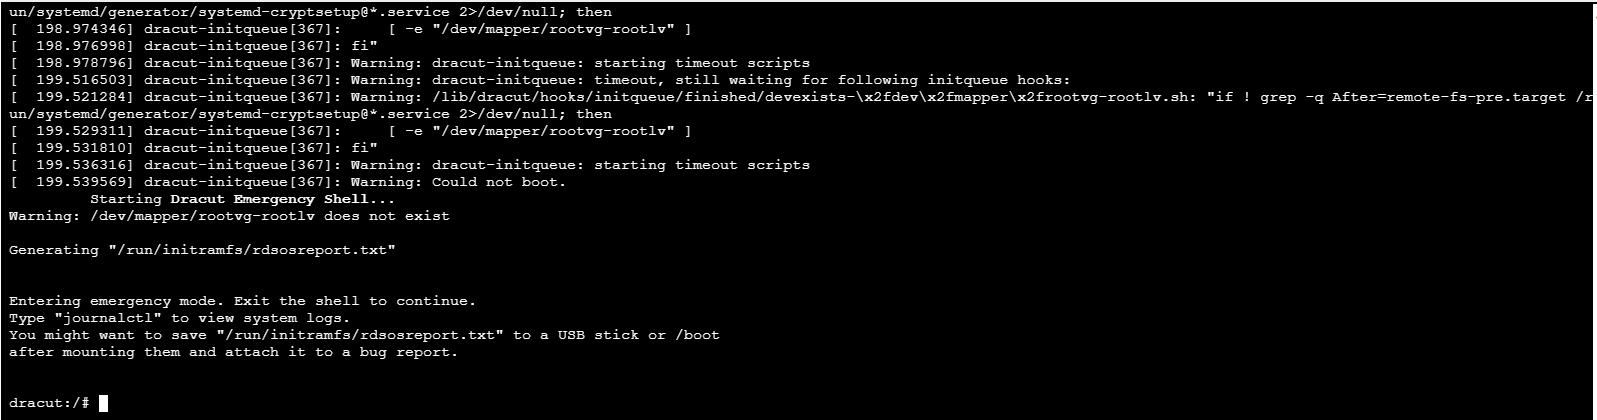 un/systemd/generator/systemd-cryptsetup@*.service 2>/dev/null; then
[  198.974346] dracut-initqueue[367]:     [ -e "/dev/mapper/rootvg-rootlv" ]
[  198.976998] dracut-initqueue[367]: fi"
[  198.978796] dracut-initqueue[367]: Warning: dracut-initqueue: starting timeout scripts
[  199.516503] dracut-initqueue[367]: Warning: dracut-initqueue: timeout, still waiting for following initqueue hooks:
[  199.521284] dracut-initqueue[367]: Warning: /lib/dracut/hooks/initqueue/finished/devexists-\x2fdev\x2fmapper\x2frootvg-rootlv.sh: "if ! grep -q After=remote-fs-pre.target /r
un/systemd/generator/systemd-cryptsetup@*.service 2>/dev/null; then
[  199.529311] dracut-initqueue[367]:     [ -e "/dev/mapper/rootvg-rootlv" ]
[  199.531810] dracut-initqueue[367]: fi"
[  199.536316] dracut-initqueue[367]: Warning: dracut-initqueue: starting timeout scripts
[  199.539569] dracut-initqueue[367]: Warning: Could not boot.
         Starting Dracut Emergency Shell...
Warning: /dev/mapper/rootvg-rootlv does not exist
Generating "/run/initramfs/rdsosreport.txt"
Entering emergency mode. Exit the shell to continue.
Type "journalctl" to view system logs.
You might want to save "/run/initramfs/rdsosreport.txt" to a USB stick or /boot
after mounting them and attach it to a bug report.
dracut:/#